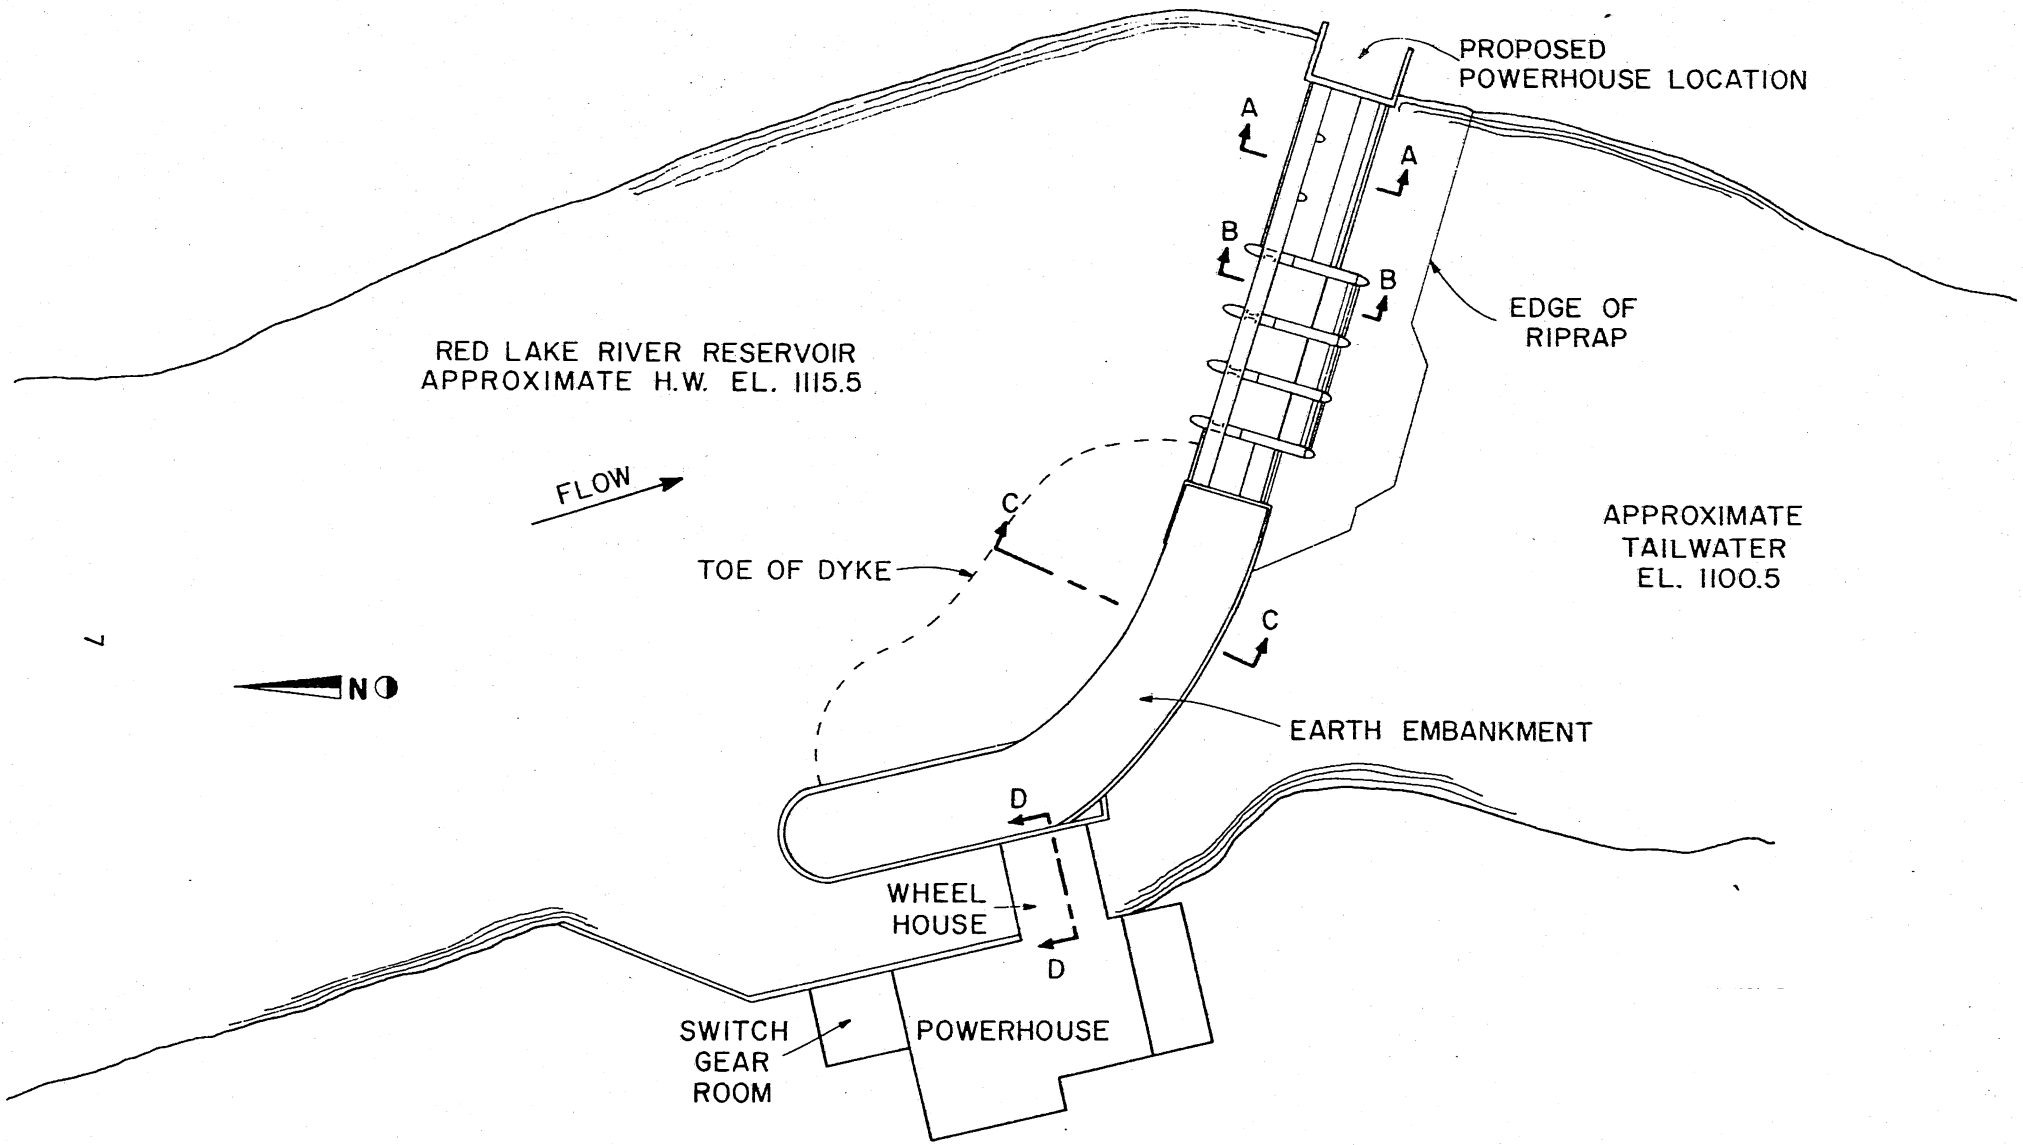 PROPOSED
POWERHOUSE LOCATION
A
A
B
B
EDGE OF
RIPRAP
RED LAKE RIVER RESERVOIR
APPROXIMATE H.W. EL. 1115.5
FLOW
C
APPROXIMATE
TAILWATER
EL. 1100.5
TOE OF DYKE
C
7
N
EARTH EMBANKMENT
D
WHEEL
HOUSE
D
SWITCH
GEAR
ROOM
POWERHOUSE